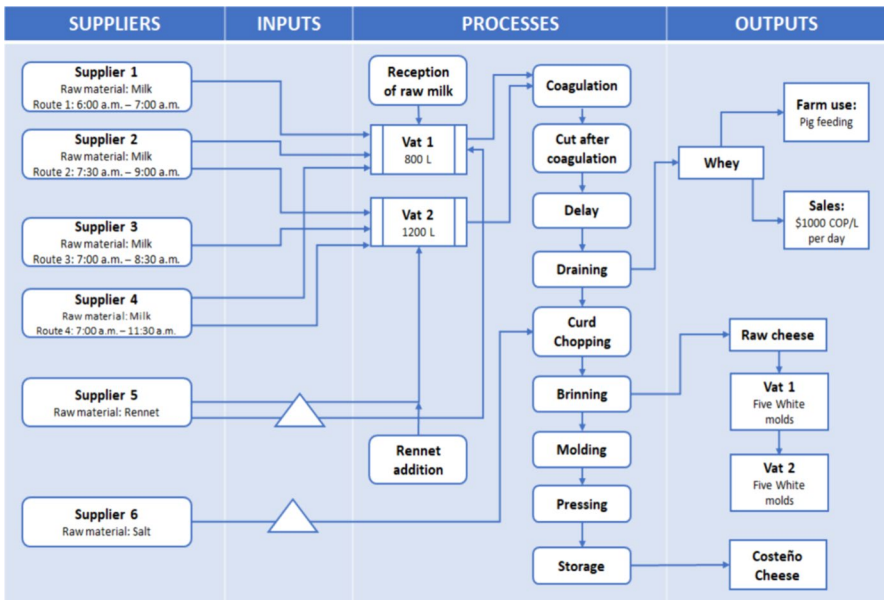 SUPPLIERS
INPUTS
PROCESSES
OUTPUTS
Supplier 1
Raw material: Milk
Route 1: 6:00 a.m. – 7:00 a.m.
Supplier 2
Raw material: Milk
Route 2: 7:30 a.m. – 9:00 a.m.
Supplier 3
Raw material: Milk
Route 3: 7:00 a.m. – 8:30 a.m.
Supplier 4
Raw material: Milk
Route 4: 7:00 a.m. – 11:30 a.m.
Supplier 5
Raw material: Rennet
Supplier 6
Raw material: Salt
Reception
of raw milk
Vat 1
800 L
Vat 2
1200 L
Rennet
addition
Coagulation
Cut after
coagulation
Delay
Draining
Curd
Chopping
Brinning
Molding
Pressing
Storage
Whey
Farm use:
Pig feeding
Sales:
$1000 COP/L
per day
Raw cheese
Vat 1
Five White
molds
Vat 2
Five White
molds
Costeño
Cheese